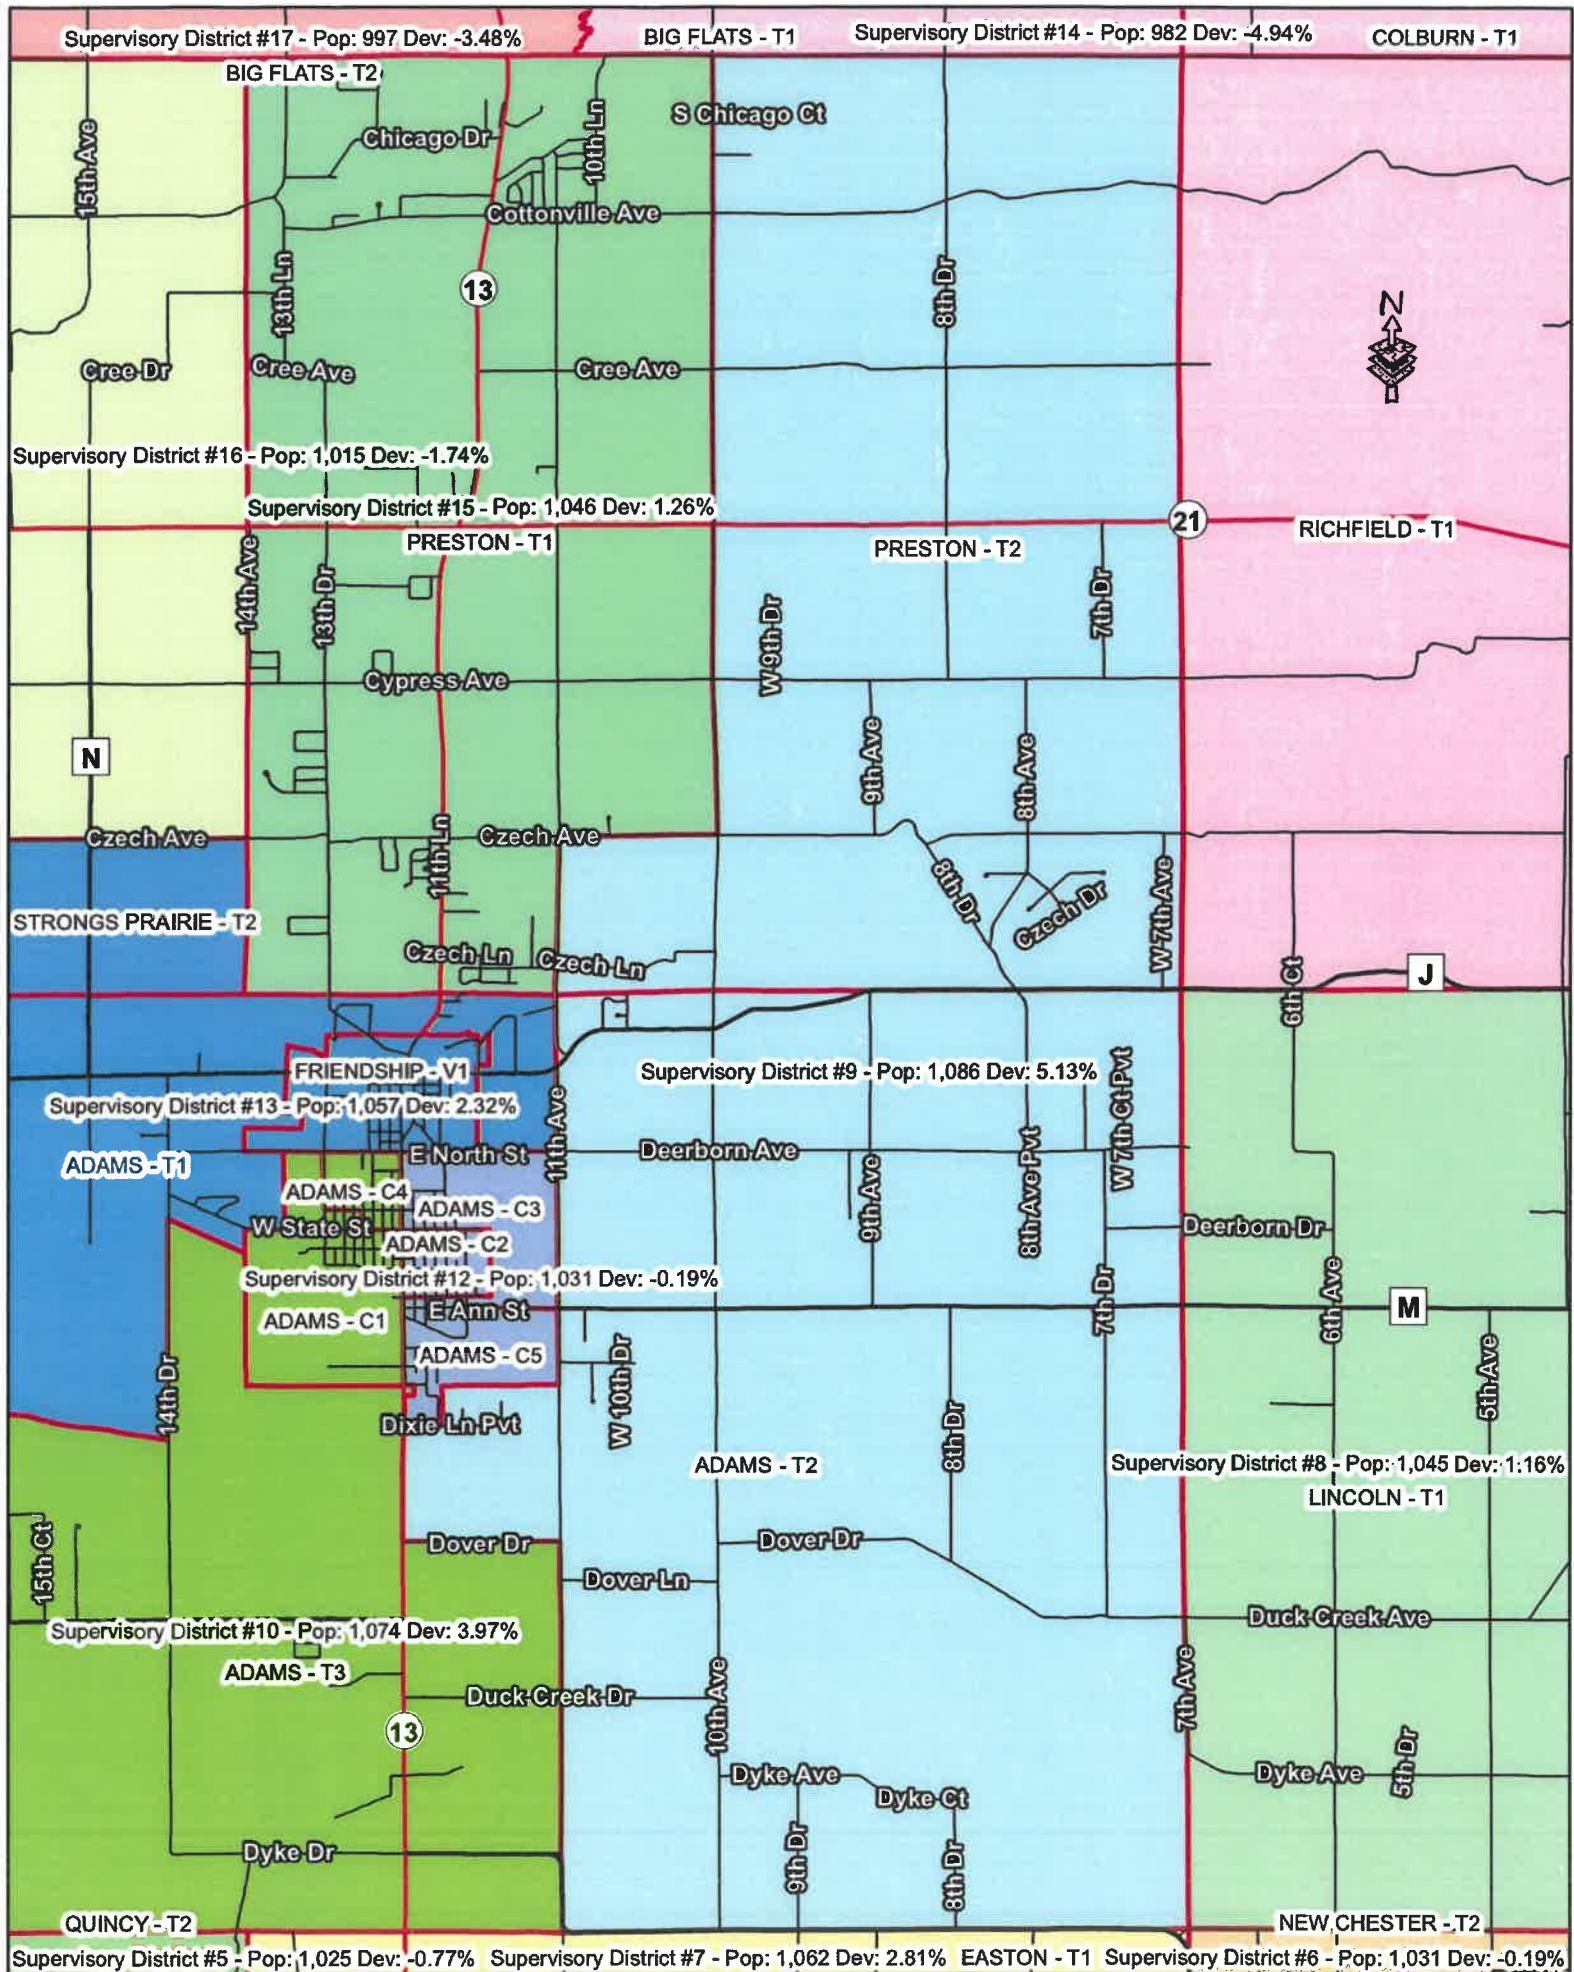 Supervisory District #17 - Pop: 997 Dev: -3.48%
BIG FLATS - T1
Supervisory District #14 - Pop: 982 Dev: -4.94%
COLBURN - T1
BIG FLATS - T2
15th Ave
Chicago Dr
10th Ln
S Chicago Ct
Cottonville Ave
13th Ln
13
8th Dr
N
Cree Dr
Cree Ave
Cree Ave
Supervisory District #16 - Pop: 1,015 Dev: -1.74%
Supervisory District #15 - Pop: 1,046 Dev: 1.26%
21
RICHFIELD - T1
PRESTON - T1
PRESTON - T2
14th Ave
13th Dr
W 9th Dr
7th Dr
Cypress Ave
N
9th Ave
8th Ave
Czech Ave
11th Ln
Czech Ave
8th Dr
Czech Dr
W 7th Ave
STRONGS PRAIRIE - T2
Czech Ln
Czech Ln
6th Ct
J
FRIENDSHIP - V1
Supervisory District #9 - Pop: 1,086 Dev: 5.13%
Supervisory District #13 - Pop: 1,057 Dev: 2.32%
11th Ave
W 7th Ct Pvt
ADAMS - T1
E North St
Deerborn Ave
9th Ave
8th Ave Pvt
ADAMS - C4
ADAMS - C3
W State St
ADAMS - C2
Deerborn Dr
Supervisory District #12 - Pop: 1,031 Dev: -0.19%
ADAMS - C1
E Ann St
7th Dr
6th Ave
M
ADAMS - C5
14th Dr
W 10th Dr
5th Ave
Dixie Ln Pvt
8th Dr
ADAMS - T2
Supervisory District #8 - Pop: 1,045 Dev: 1.16%
LINCOLN - T1
15th Ct
Dover Dr
Dover Dr
Dover Ln
Duck Creek Ave
Supervisory District #10 - Pop: 1,074 Dev: 3.97%
ADAMS - T3
Duck Creek Dr
13
10th Ave
7th Ave
Dyke Ave
Dyke Ct
Dyke Ave
5th Dr
Dyke Dr
9th Dr
8th Dr
QUINCY - T2
NEW CHESTER - T2
Supervisory District #5 - Pop: 1,025 Dev: -0.77%
Supervisory District #7 - Pop: 1,062 Dev: 2.81%
EASTON - T1
Supervisory District #6 - Pop: 1,031 Dev: -0.19%